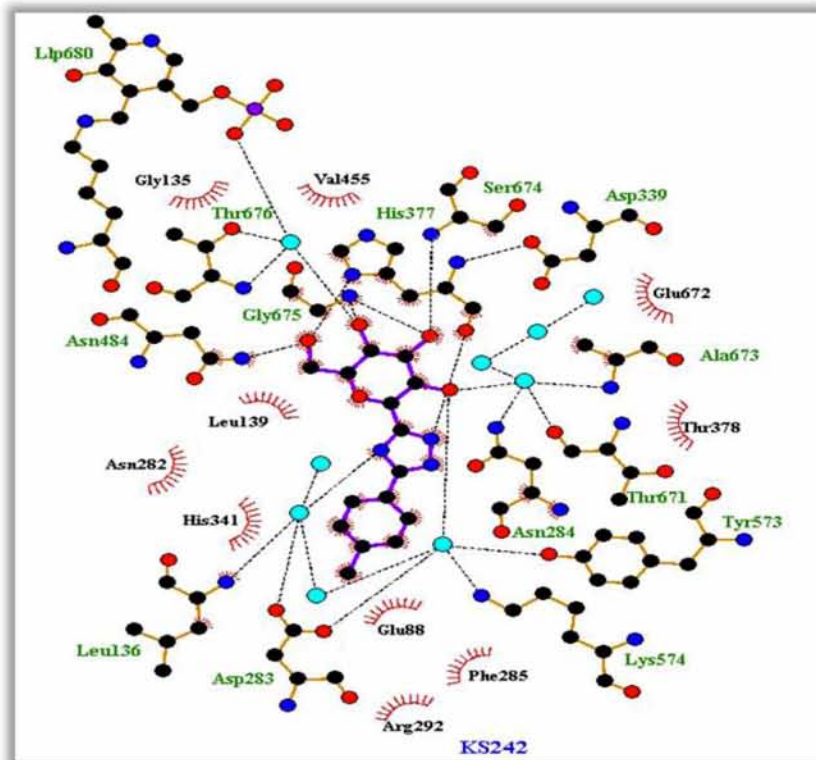 Llp680
Gly135
Val455
Ser674
Asp339
Thr676
His377
Glu672
Gly675
Asn484
Ala673
Leu139
Thr378
Asn282
His341
Thr671
Asn284
Tyr573
Glu88
Leu136
Asp283
Phe285
Lys574
Arg292
KS242